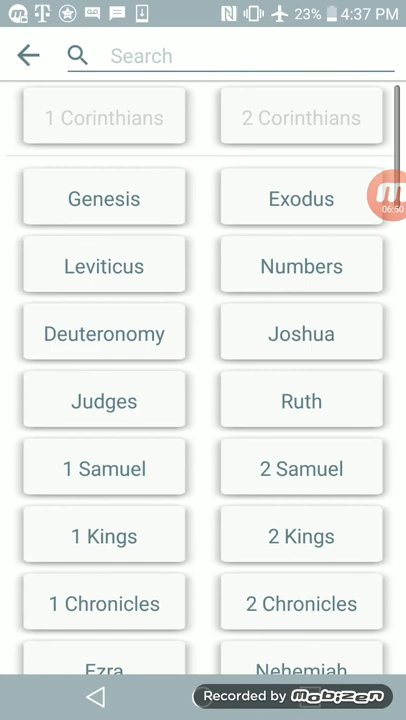 23% 4:37 PM
Search
1 Corinthians 2 Corinthians
Genesis Exodus
06:50
Leviticus Numbers
Deuteronomy Joshua
Judges Ruth
1 Samuel 2 Samuel
1 Kings 2 Kings
1 Chronicles 2 Chronicles
Ezra Nehemiah
Recorded by mobizen